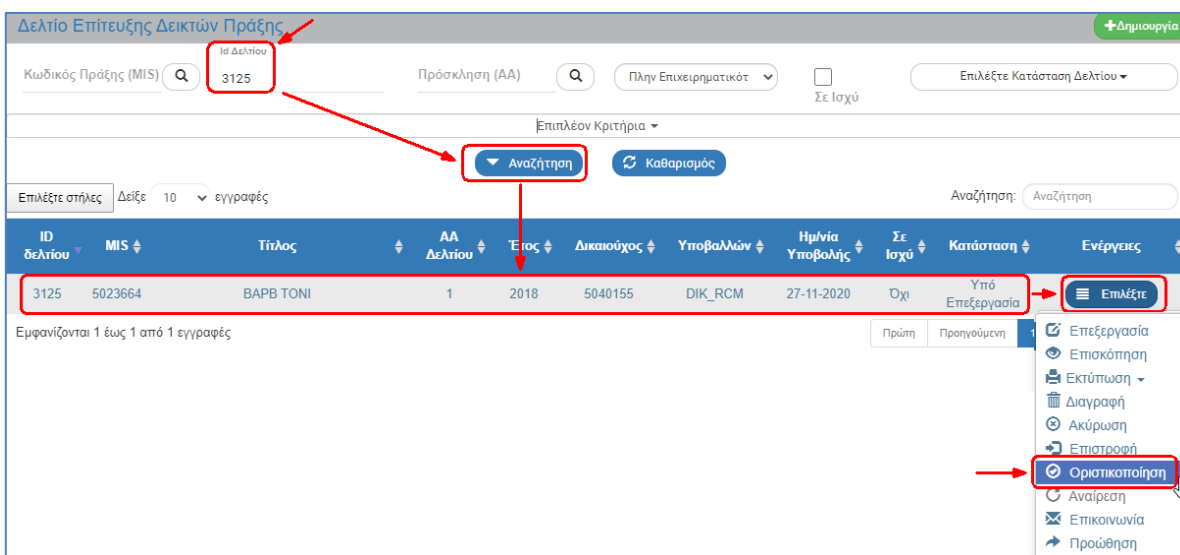 Δελτίο Επίτευξης Δεικτών Πράξης
Δημιουργία
Id Δελτίου
Κωδικός Πράξης (MIS)
3125
Πρόσκληση (ΑΑ)
Πλην Επιχειρηματικότ
Σε Ισχύ
Επιλέξτε Κατάσταση Δελτίου
Επιπλέον Κριτήρια
Αναζήτηση
Καθαρισμός
Επιλέξτε στήλες Δείξε 10 εγγραφές
Αναζήτηση: Αναζήτηση
ID δελτίου MIS Τίτλος ΑΑ Δελτίου Έτος Δικαιούχος Υποβαλλών Ημ/νία Υποβολής Σε Ισχύ Κατάσταση Ενέργειες
3125 5023664 ΒΑΡΒ ΤΟΝΙ 1 2018 5040155 DIK_RCM 27-11-2020 Όχι Υπό Επεξεργασία Επιλέξτε
Εμφανίζονται 1 έως 1 από 1 εγγραφές
Πρώτη Προηγούμενη 1
Επεξεργασία
Επισκόπηση
Εκτύπωση
Διαγραφή
Ακύρωση
Επιστροφή
Οριστικοποίηση
Αναίρεση
Επικοινωνία
Προώθηση